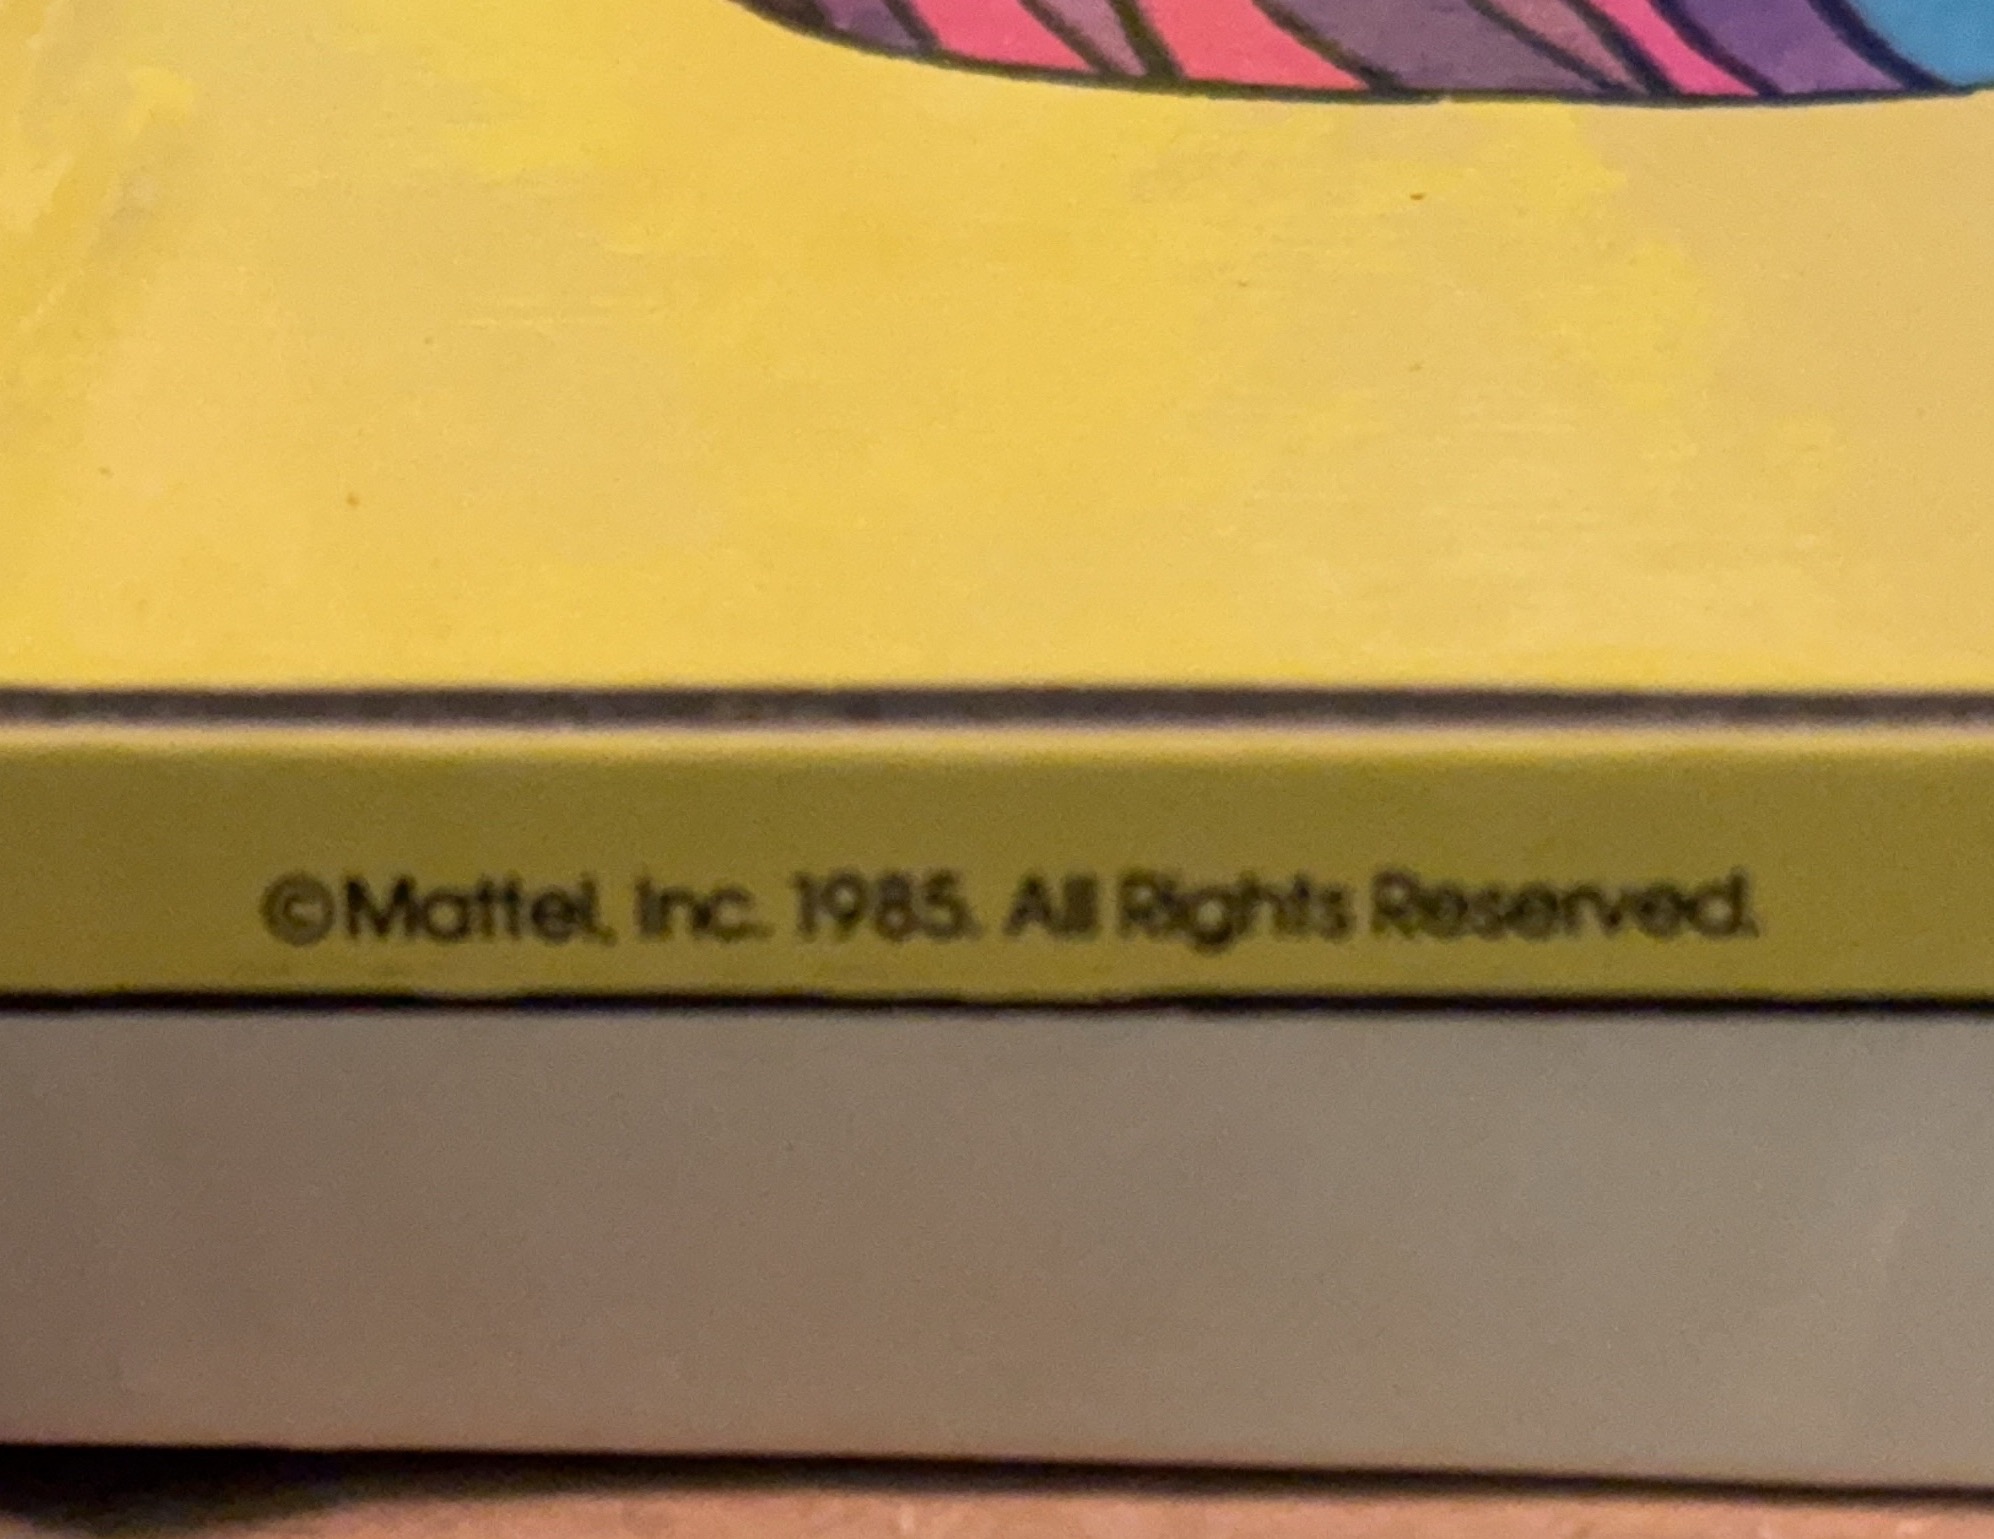 ©Mattel, Inc. 1985. All Rights Reserved.